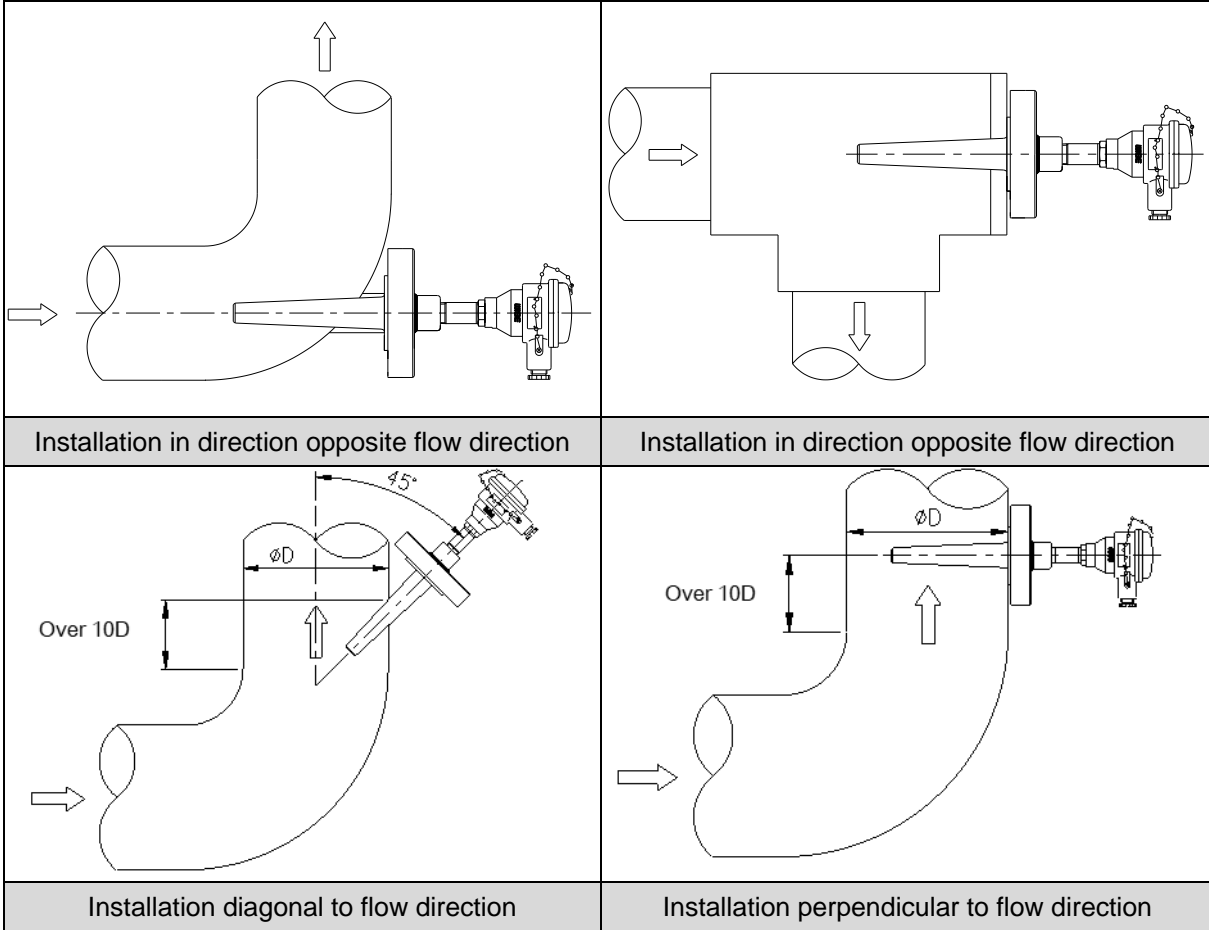 Installation in direction opposite flow direction
Installation in direction opposite flow direction
45°
øD
Over 10D
øD
Over 10D
Installation diagonal to flow direction
Installation perpendicular to flow direction